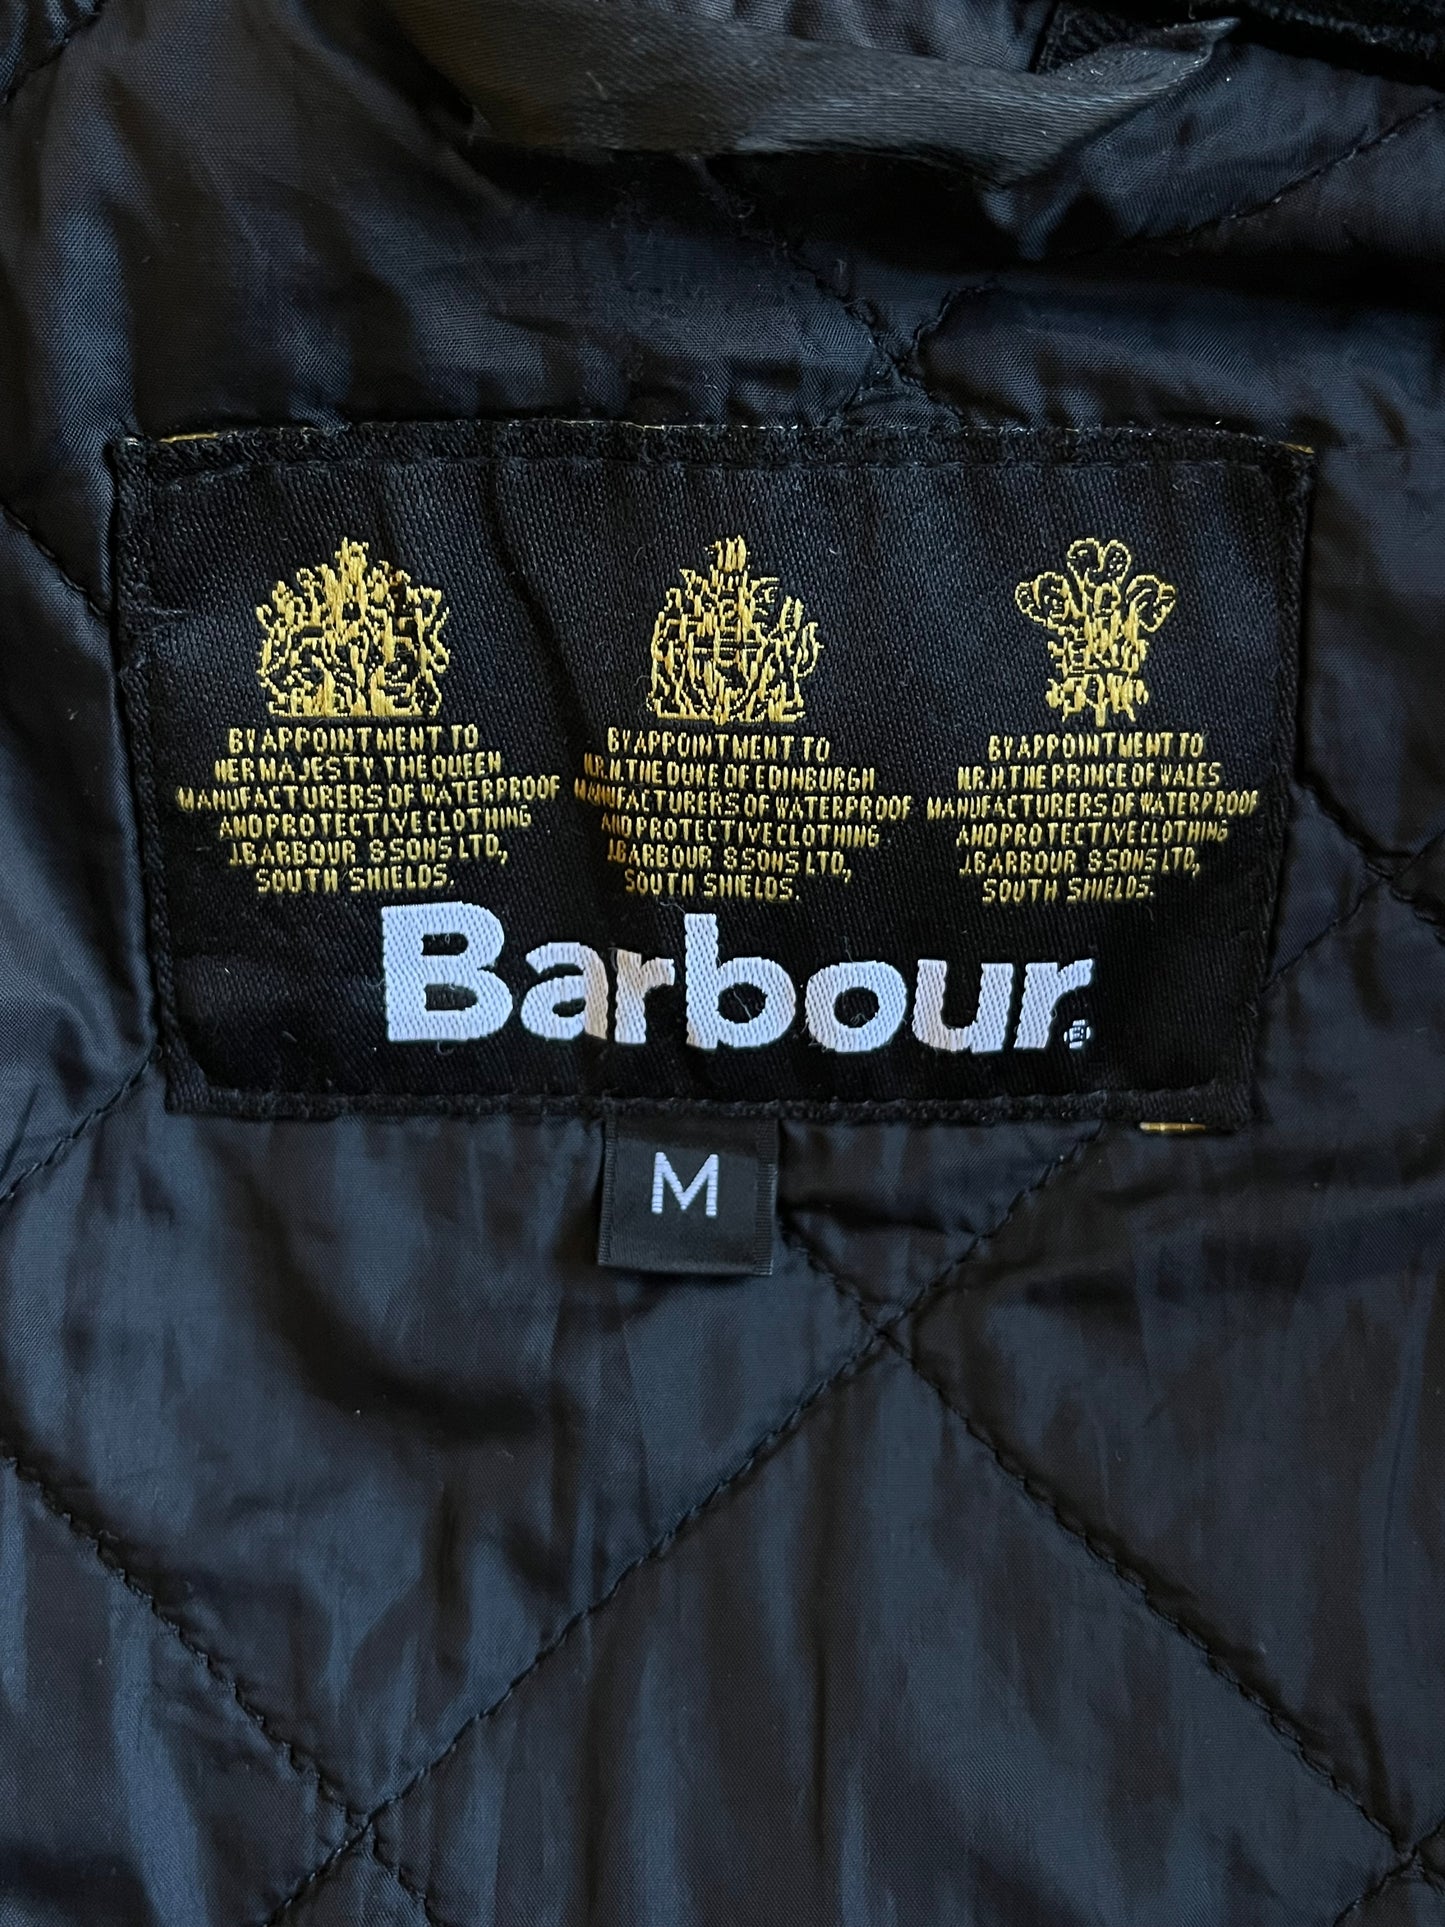 BY APPOINTMENT TO
HER MAJESTY THE QUEEN
MANUFACTURERS OF WATERPROOF
AND PROTECTIVE CLOTHING
J.BARBOUR & SONS LTD,
SOUTH SHIELDS.
BY APPOINTMENT TO
H.R.H. THE DUKE OF EDINBURGH
MANUFACTURERS OF WATERPROOF
AND PROTECTIVE CLOTHING
J.BARBOUR & SONS LTD,
SOUTH SHIELDS.
BY APPOINTMENT TO
H.R.H. THE PRINCE OF WALES
MANUFACTURERS OF WATERPROOF
AND PROTECTIVE CLOTHING
J.BARBOUR & SONS LTD,
SOUTH SHIELDS.
Barbour®
M